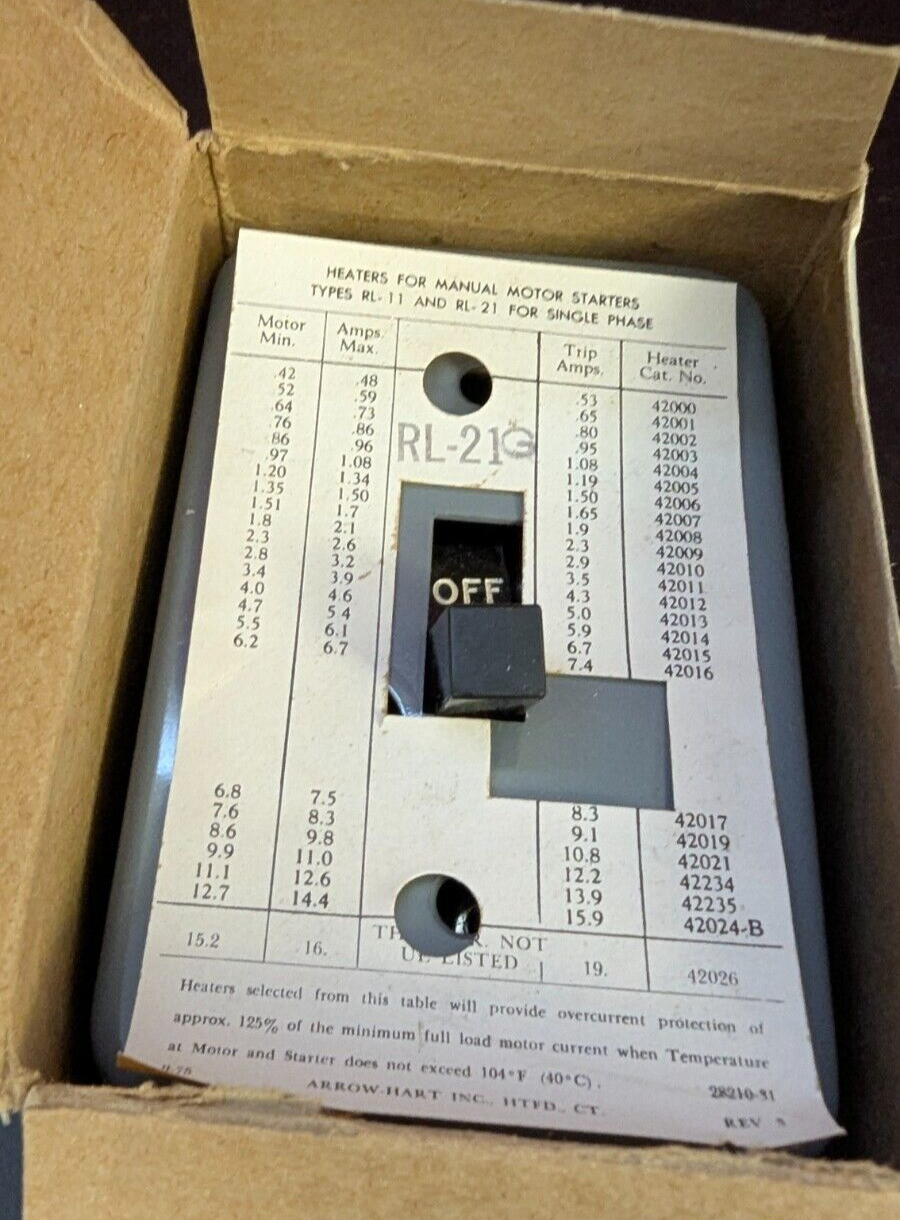 HEATERS FOR MANUAL MOTOR STARTERS
TYPES RL-11 AND RL-21 FOR SINGLE PHASE
Motor Min. Amps. Max. Trip Amps. Heater Cat. No.
.42 .48 .53 42000
52 .59 .65 42001
.64 .73 .80 42002
.76 .86 .95 42003
.86 .96 1.08 42004
.97 1.08 1.19 42005
1.20 1.34 1.50 42006
1.35 1.50 1.65 42007
1.51 1.7 1.9 42008
1.8 2.1 2.3 42009
2.3 2.6 2.9 42010
2.8 3.2 3.5 42011
3.4 3.9 4.3 42012
4.0 4.6 5.0 42013
4.7 5.4 5.9 42014
5.5 6.1 6.7 42015
6.2 6.7 7.4 42016
RL-21G
OFF
6.8 7.5 8.3 42017
7.6 8.3 9.1 42019
8.6 9.8 10.8 42021
9.9 11.0 12.2 42234
11.1 12.6 13.9 42235
12.7 14.4 15.9 42024-B
15.2 16. NOT LISTED 19. 42026
Heaters selected from this table will provide overcurrent protection of
approx. 125% of the minimum full load motor current when Temperature
at Motor and Starter does not exceed 104°F (40°C).
28210-31
ARROW-HART INC., HTFD., CT.
REV